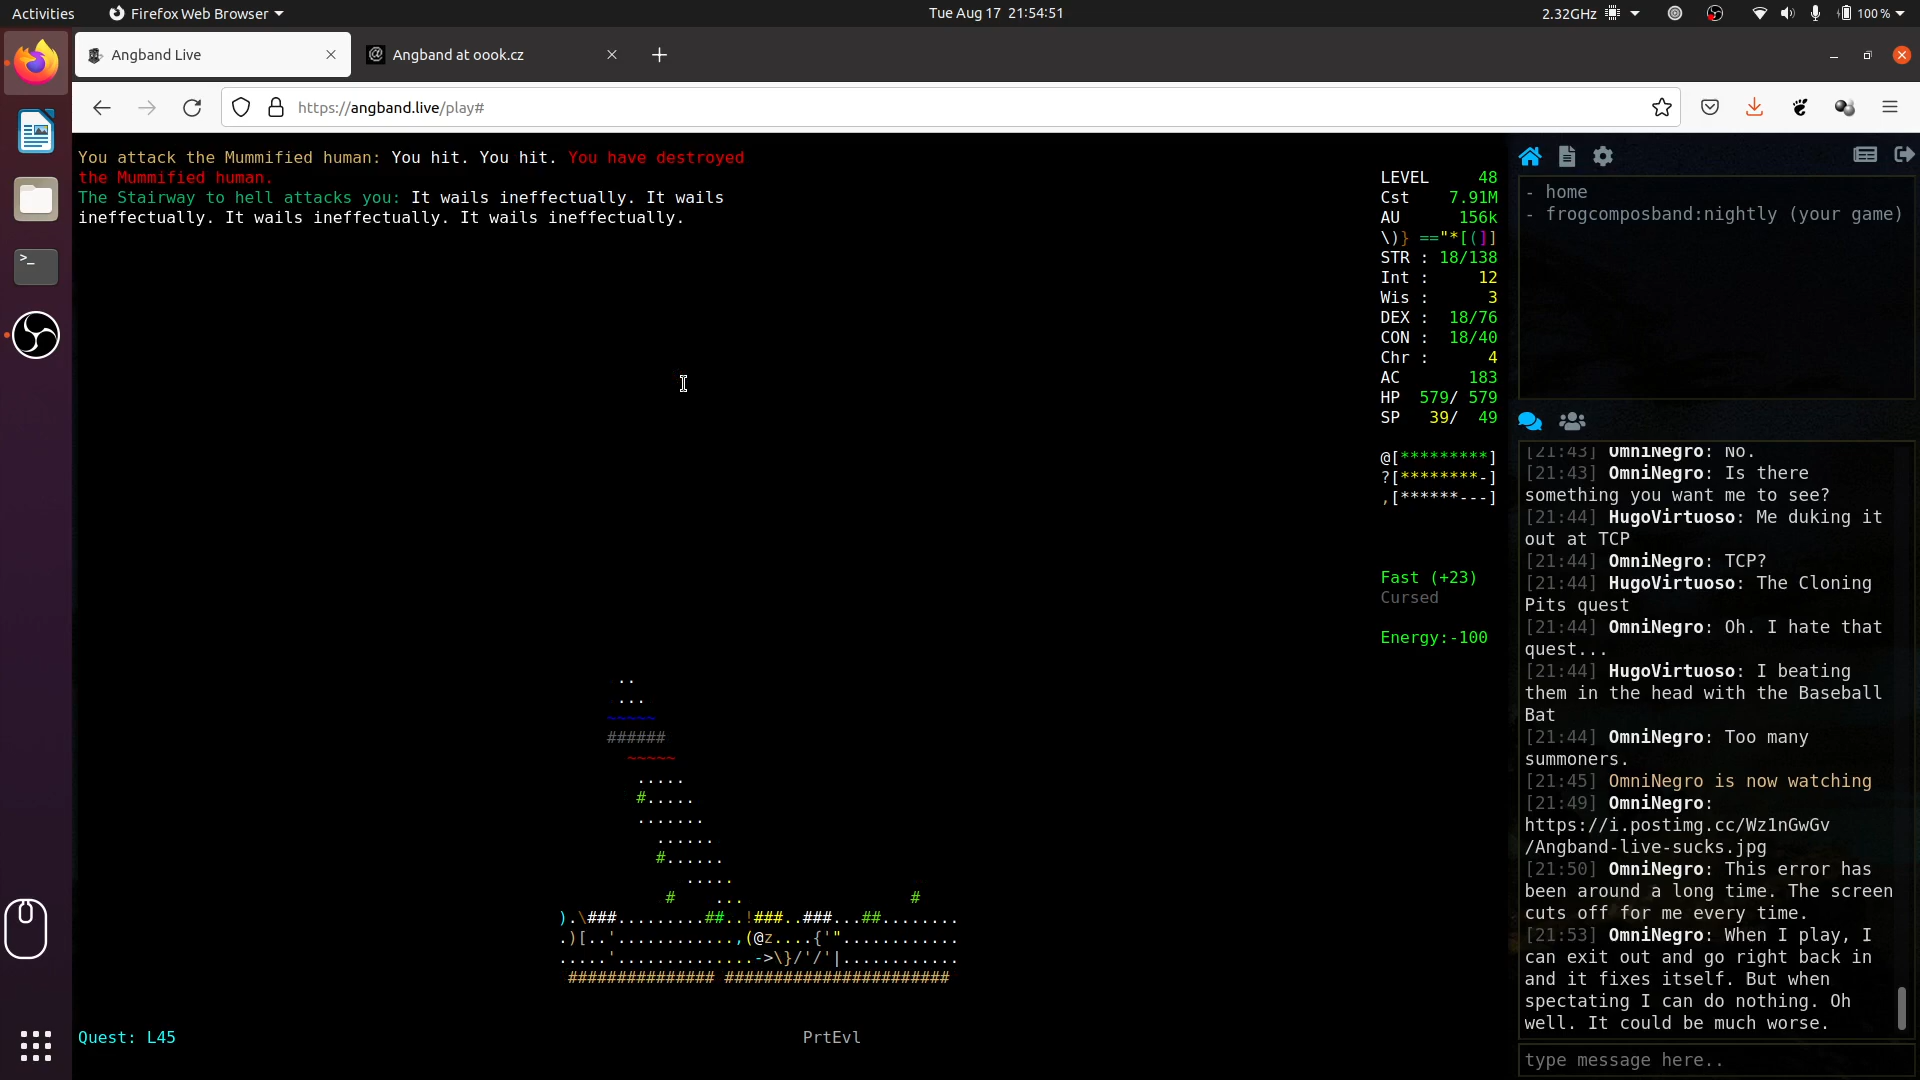 Activities Firefox Web Browser Tue Aug 17 21:54:51 2.32GHz 100 %
Angband Live Angband at oook.cz
https://angband.live/play#
You attack the Mummified human: You hit. You hit. You have destroyed
the Mummified human.
The Stairway to hell attacks you: It wails ineffectually. It wails
ineffectually. It wails ineffectually. It wails ineffectually.
LEVEL 48
Cst 7.91M
AU 156k
\)} =="*[(]]
STR : 18/138
Int : 12
Wis : 3
DEX : 18/76
CON : 18/40
Chr : 4
AC 183
HP 579/ 579
SP 39/ 49
@[*********]
?[********-]
,[******---]
Fast (+23)
Cursed
Energy:-100
..
...
~~~~~
######
~~~~~
.....
#.....
.......
......
#......
.....
# ... #
).\###.........##..!###..###...##........
.)[..'............,(@z....{'"............
.....'..............->\}/'/'|............
############### #######################
Quest: L45 PrtEvl
- home
- frogcomposband:nightly (your game)
[21:43] OmniNegro: No.
[21:43] OmniNegro: Is there
something you want me to see?
[21:44] HugoVirtuoso: Me duking it
out at TCP
[21:44] OmniNegro: TCP?
[21:44] HugoVirtuoso: The Cloning
Pits quest
[21:44] OmniNegro: Oh. I hate that
quest...
[21:44] HugoVirtuoso: I beating
them in the head with the Baseball
Bat
[21:44] OmniNegro: Too many
summoners.
[21:45] OmniNegro is now watching
[21:49] OmniNegro:
https://i.postimg.cc/Wz1nGwGv
/Angband-live-sucks.jpg
[21:50] OmniNegro: This error has
been around a long time. The screen
cuts off for me every time.
[21:53] OmniNegro: When I play, I
can exit out and go right back in
and it fixes itself. But when
spectating I can do nothing. Oh
well. It could be much worse.
type message here..